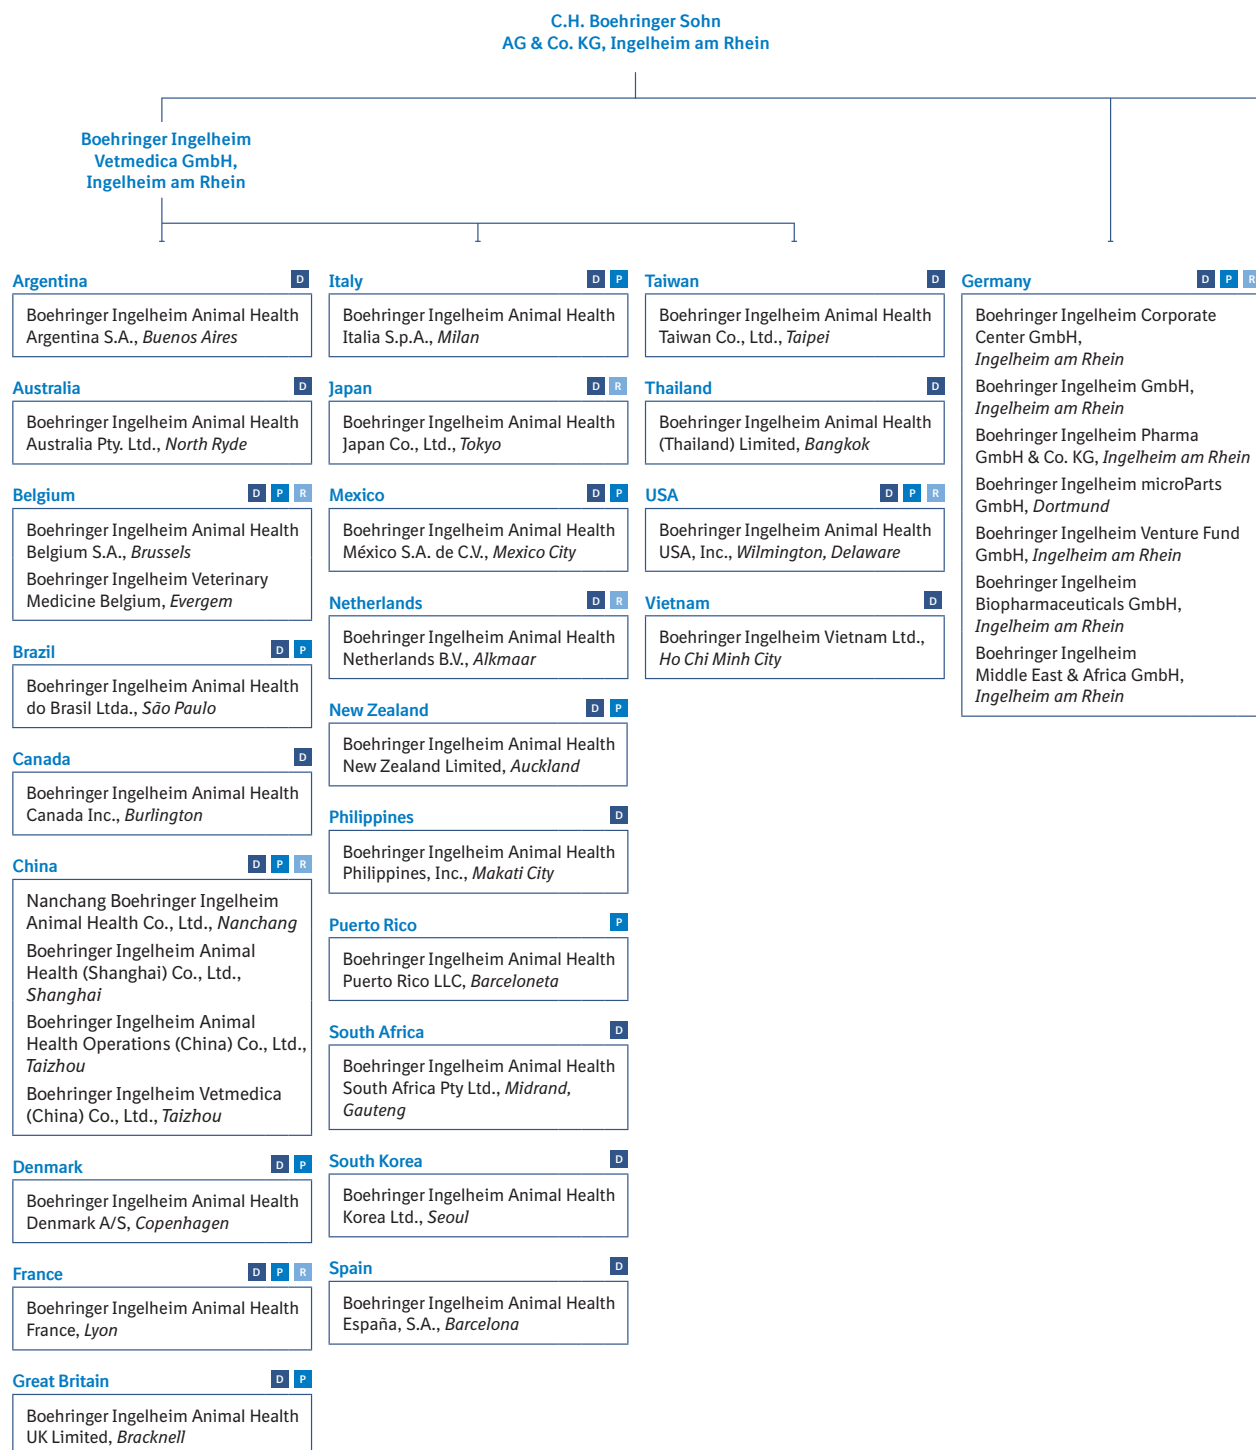 C.H. Boehringer Sohn
AG & Co. KG, Ingelheim am Rhein
Boehringer Ingelheim
Vetmedica GmbH,
Ingelheim am Rhein
Argentina D
Boehringer Ingelheim Animal Health
Argentina S.A., Buenos Aires
Australia D
Boehringer Ingelheim Animal Health
Australia Pty. Ltd., North Ryde
Belgium D P R
Boehringer Ingelheim Animal Health
Belgium S.A., Brussels
Boehringer Ingelheim Veterinary
Medicine Belgium, Evergem
Brazil D P
Boehringer Ingelheim Animal Health
do Brasil Ltda., São Paulo
Canada D
Boehringer Ingelheim Animal Health
Canada Inc., Burlington
China D P R
Nanchang Boehringer Ingelheim
Animal Health Co., Ltd., Nanchang
Boehringer Ingelheim Animal
Health (Shanghai) Co., Ltd.,
Shanghai
Boehringer Ingelheim Animal
Health Operations (China) Co., Ltd.,
Taizhou
Boehringer Ingelheim Vetmedica
(China) Co., Ltd., Taizhou
Denmark D P
Boehringer Ingelheim Animal Health
Denmark A/S, Copenhagen
France D P R
Boehringer Ingelheim Animal Health
France, Lyon
Great Britain D P
Boehringer Ingelheim Animal Health
UK Limited, Bracknell
Italy D P
Boehringer Ingelheim Animal Health
Italia S.p.A., Milan
Japan D R
Boehringer Ingelheim Animal Health
Japan Co., Ltd., Tokyo
Mexico D P
Boehringer Ingelheim Animal Health
México S.A. de C.V., Mexico City
Netherlands D R
Boehringer Ingelheim Animal Health
Netherlands B.V., Alkmaar
New Zealand D P
Boehringer Ingelheim Animal Health
New Zealand Limited, Auckland
Philippines D
Boehringer Ingelheim Animal Health
Philippines, Inc., Makati City
Puerto Rico P
Boehringer Ingelheim Animal Health
Puerto Rico LLC, Barceloneta
South Africa D
Boehringer Ingelheim Animal Health
South Africa Pty Ltd., Midrand,
Gauteng
South Korea D
Boehringer Ingelheim Animal Health
Korea Ltd., Seoul
Spain D
Boehringer Ingelheim Animal Health
España, S.A., Barcelona
Taiwan D
Boehringer Ingelheim Animal Health
Taiwan Co., Ltd., Taipei
Thailand D
Boehringer Ingelheim Animal Health
(Thailand) Limited, Bangkok
USA D P R
Boehringer Ingelheim Animal Health
USA, Inc., Wilmington, Delaware
Vietnam D
Boehringer Ingelheim Vietnam Ltd.,
Ho Chi Minh City
Germany D P R
Boehringer Ingelheim Corporate
Center GmbH,
Ingelheim am Rhein
Boehringer Ingelheim GmbH,
Ingelheim am Rhein
Boehringer Ingelheim Pharma
GmbH & Co. KG, Ingelheim am Rhein
Boehringer Ingelheim microParts
GmbH, Dortmund
Boehringer Ingelheim Venture Fund
GmbH, Ingelheim am Rhein
Boehringer Ingelheim
Biopharmaceuticals GmbH,
Ingelheim am Rhein
Boehringer Ingelheim
Middle East & Africa GmbH,
Ingelheim am Rhein